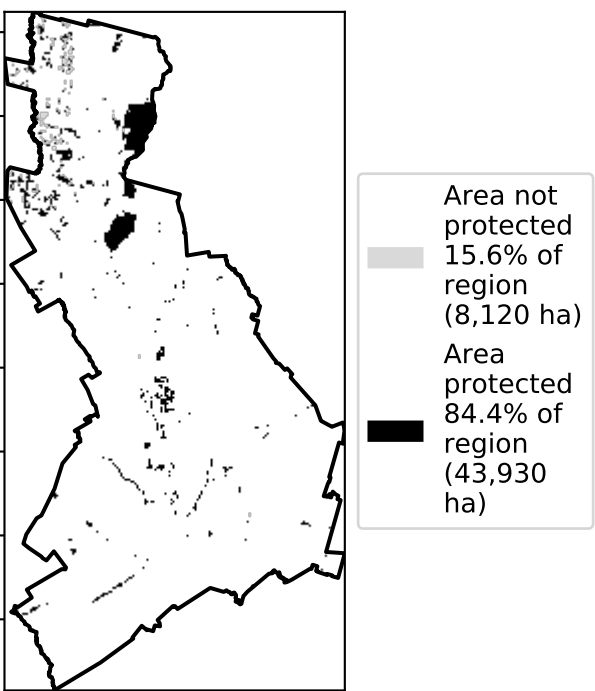 Area not
protected
15.6% of
region
(8,120 ha)
Area
protected
84.4% of
region
(43,930
ha)